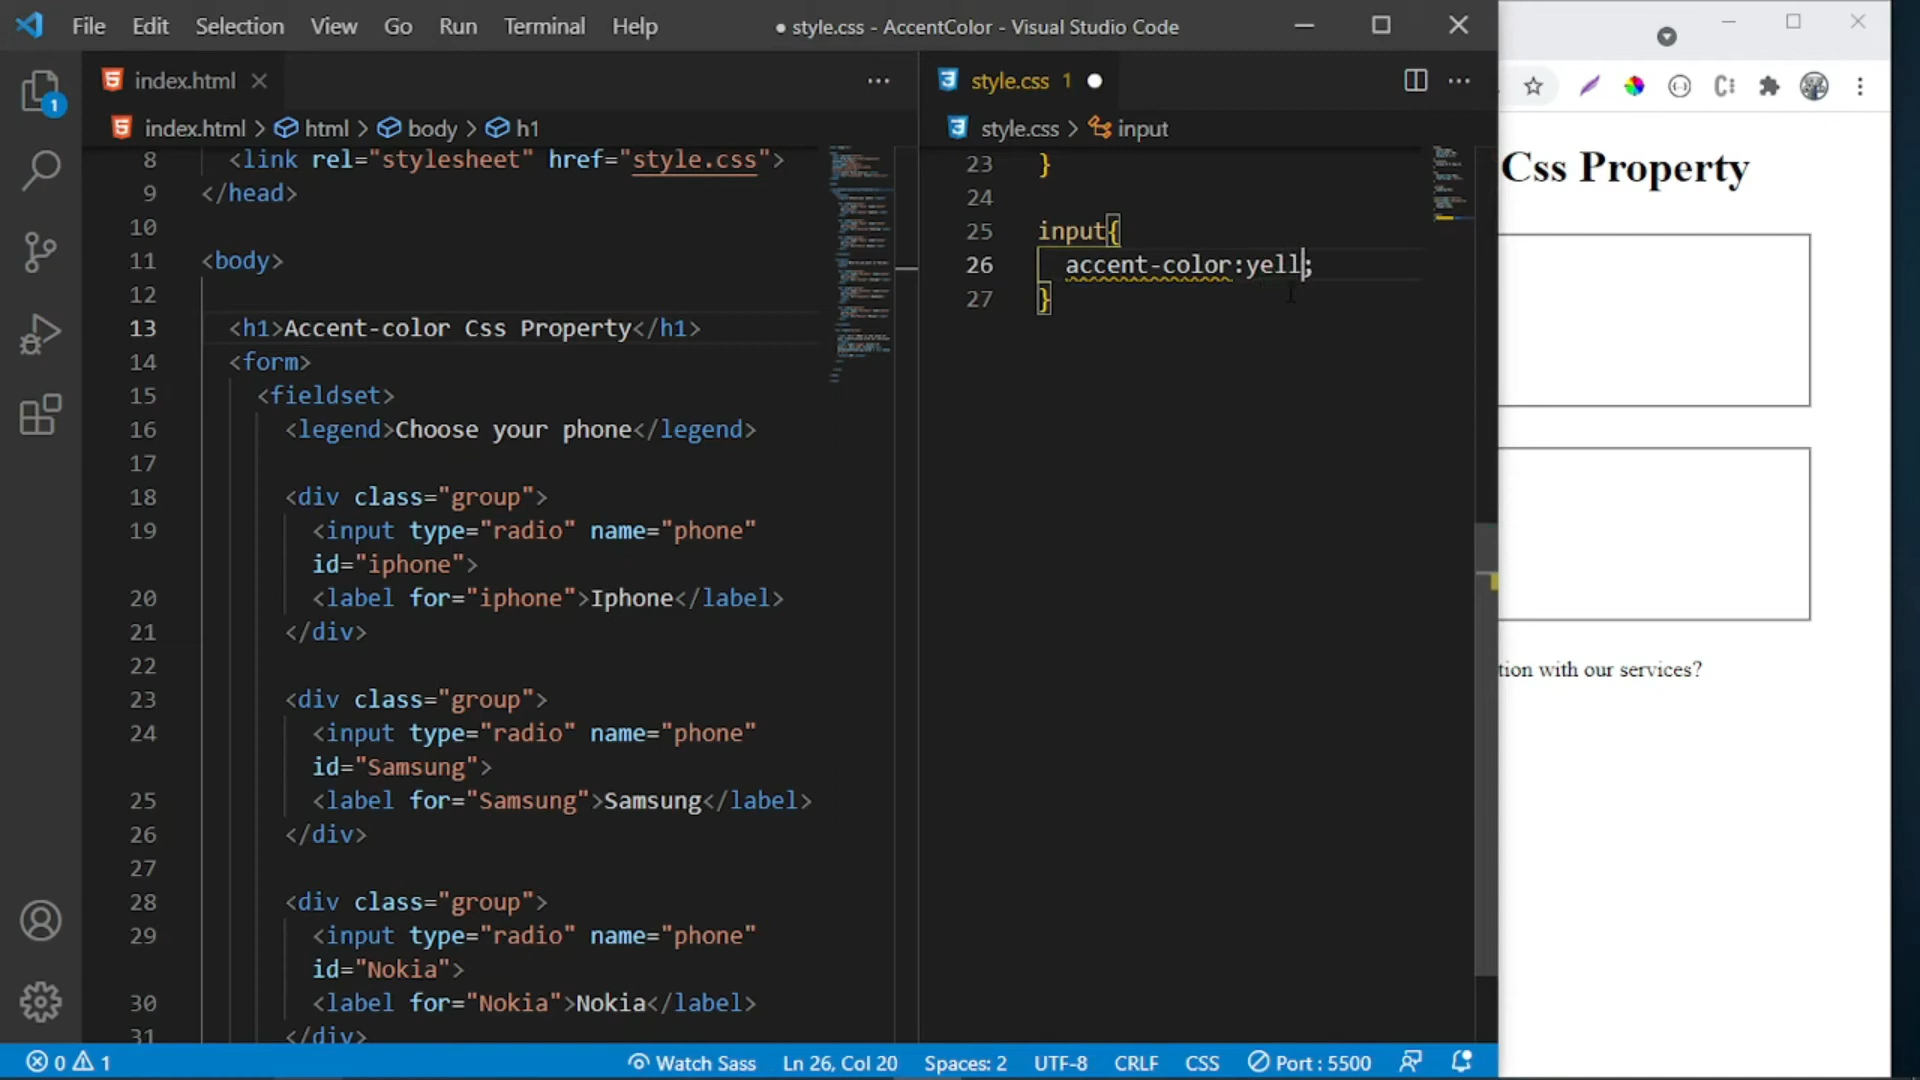 File Edit Selection View Go Run Terminal Help
● style.css - AccentColor - Visual Studio Code
index.html
index.html > html > body > h1
8 <link rel="stylesheet" href="style.css">
9 </head>
10
11 <body>
12
13 <h1>Accent-color Css Property</h1>
14 <form>
15 <fieldset>
16 <legend>Choose your phone</legend>
17
18 <div class="group">
19 <input type="radio" name="phone"
id="iphone">
20 <label for="iphone">Iphone</label>
21 </div>
22
23 <div class="group">
24 <input type="radio" name="phone"
id="Samsung">
25 <label for="Samsung">Samsung</label>
26 </div>
27
28 <div class="group">
29 <input type="radio" name="phone"
id="Nokia">
30 <label for="Nokia">Nokia</label>
31 </div>
style.css 1
style.css > input
23 }
24
25 input{
26 accent-color:yell;
27 }
Css Property
tion with our services?
1
0 1 Watch Sass Ln 26, Col 20 Spaces: 2 UTF-8 CRLF CSS Port : 5500